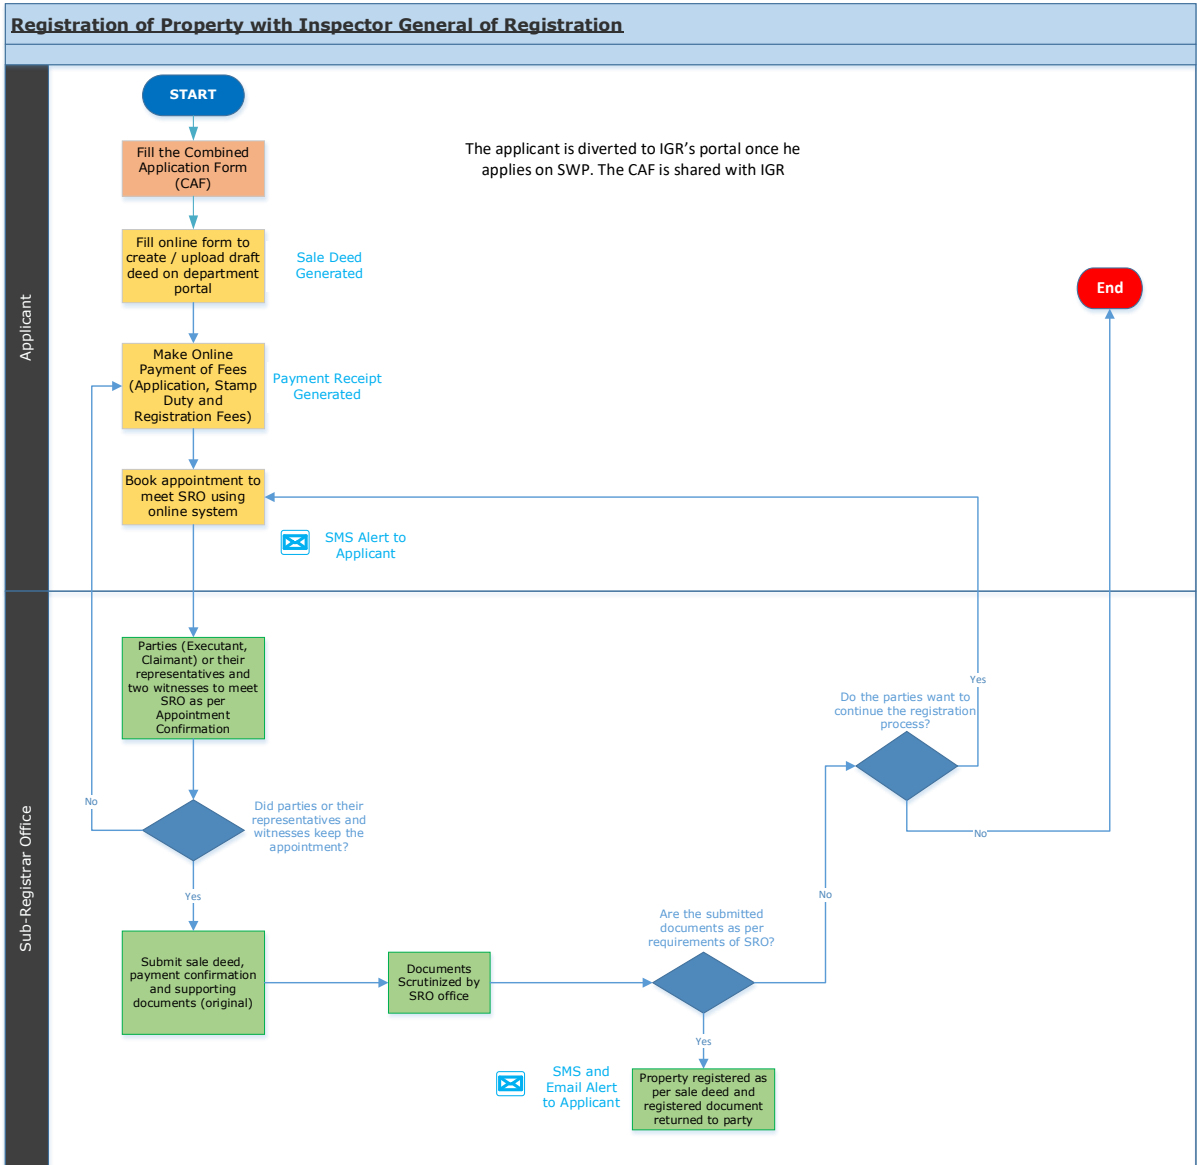 Registration of Property with Inspector General of Registration
Applicant
START
Fill the Combined
Application Form
(CAF)
The applicant is diverted to IGR's portal once he
applies on SWP. The CAF is shared with IGR
Fill online form to
create / upload draft
deed on department
portal
Sale Deed
Generated
End
Make Online
Payment of Fees
(Application, Stamp
Duty and
Registration Fees)
Payment Receipt
Generated
Book appointment to
meet SRO using
online system
SMS Alert to
Applicant
Sub-Registrar Office
Parties (Executant,
Claimant) or their
representatives and
two witnesses to meet
SRO as per
Appointment
Confirmation
Yes
Do the parties want to
continue the registration
process?
No
Did parties or their
representatives and
witnesses keep the
appointment?
No
Yes
No
Submit sale deed,
payment confirmation
and supporting
documents (original)
Documents
Scrutinized by
SRO office
Are the submitted
documents as per
requirements of SRO?
Yes
SMS and
Email Alert
to Applicant
Property registered as
per sale deed and
registered document
returned to party